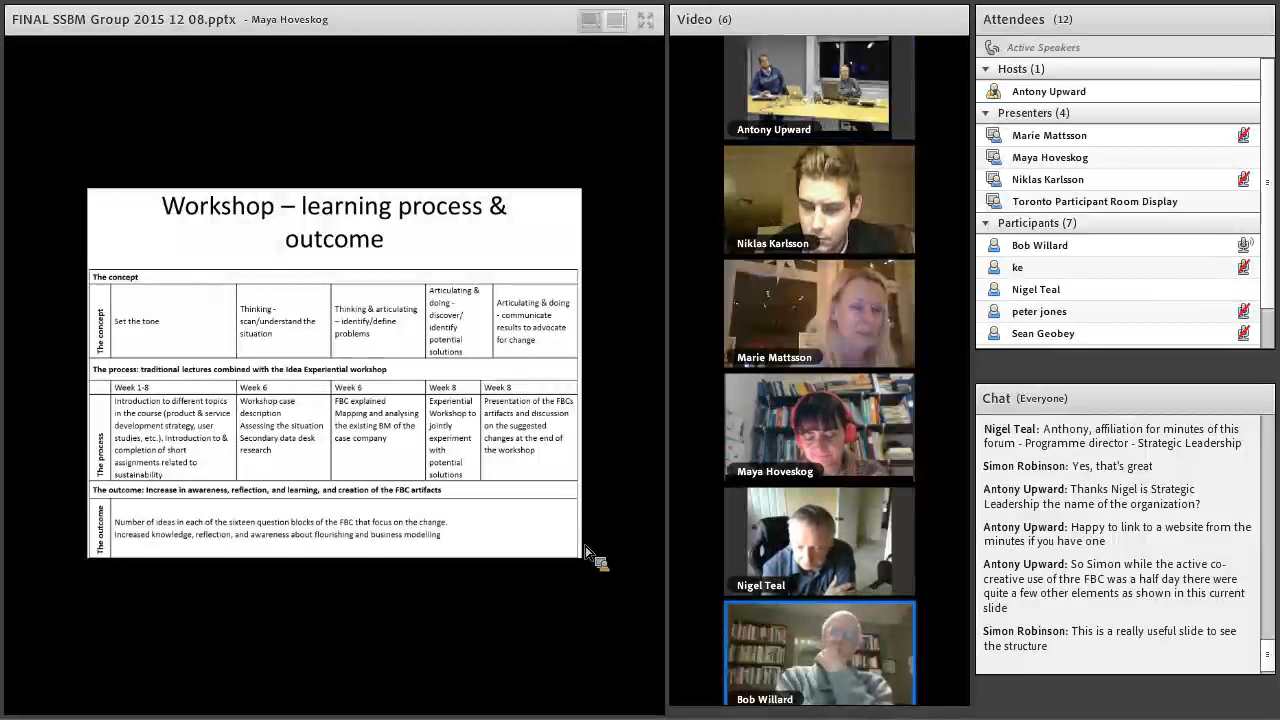 FINAL SSBM Group 2015 12 08.pptx - Maya Hoveskog
Workshop – learning process &
outcome
The concept
The concept
Set the tone
Thinking -
scan/understand the
situation
Thinking & articulating
– identify/define
problems
Articulating &
doing -
discover/
identify
potential
solutions
Articulating & doing
- communicate
results to advocate
for change
The process: traditional lectures combined with the Idea Experiential workshop
The process
Week 1-8
Introduction to different topics
in the course (product & service
development strategy, user
studies, etc.). Introduction to &
completion of short
assignments related to
sustainability
Week 6
Workshop case
description
Assessing the situation
Secondary data desk
research
Week 6
FBC explained
Mapping and analysing
the existing BM of the
case company
Week 8
Experiential
Workshop to
jointly
experiment
with
potential
solutions
Week 8
Presentation of the FBCs
artifacts and discussion
on the suggested
changes at the end of
the workshop
The outcome: Increase in awareness, reflection, and learning, and creation of the FBC artifacts
The outcome
Number of ideas in each of the sixteen question blocks of the FBC that focus on the change.
Increased knowledge, reflection, and awareness about flourishing and business modelling
Video (6)
Antony Upward
Niklas Karlsson
Marie Mattsson
Maya Hoveskog
Nigel Teal
Bob Willard
Attendees (12)
Active Speakers
Hosts (1)
Antony Upward
Presenters (4)
Marie Mattsson
Maya Hoveskog
Niklas Karlsson
Toronto Participant Room Display
Participants (7)
Bob Willard
ke
Nigel Teal
peter jones
Sean Geobey
Chat (Everyone)
Nigel Teal: Anthony, affiliation for minutes of this
forum - Programme director - Strategic Leadership
Simon Robinson: Yes, that's great
Antony Upward: Thanks Nigel is Strategic
Leadership the name of the organization?
Antony Upward: Happy to link to a website from the
minutes if you have one
Antony Upward: So Simon while the active co-
creative use of thre FBC was a half day there were
quite a few other elements as shown in this current
slide
Simon Robinson: This is a really useful slide to see
the structure